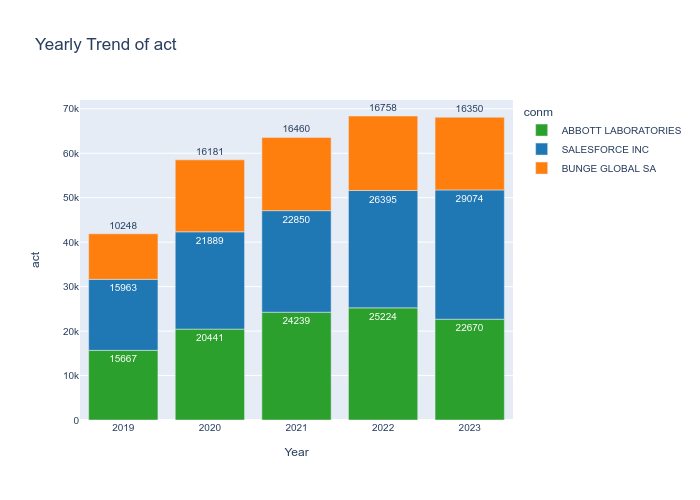 Yearly Trend of act
conm
ABBOTT LABORATORIES
SALESFORCE INC
BUNGE GLOBAL SA
act
70k
60k
50k
40k
30k
20k
10k
0
10248
15963
15667
16181
21889
20441
16460
22850
24239
16758
26395
25224
16350
29074
22670
2019 2020 2021 2022 2023
Year